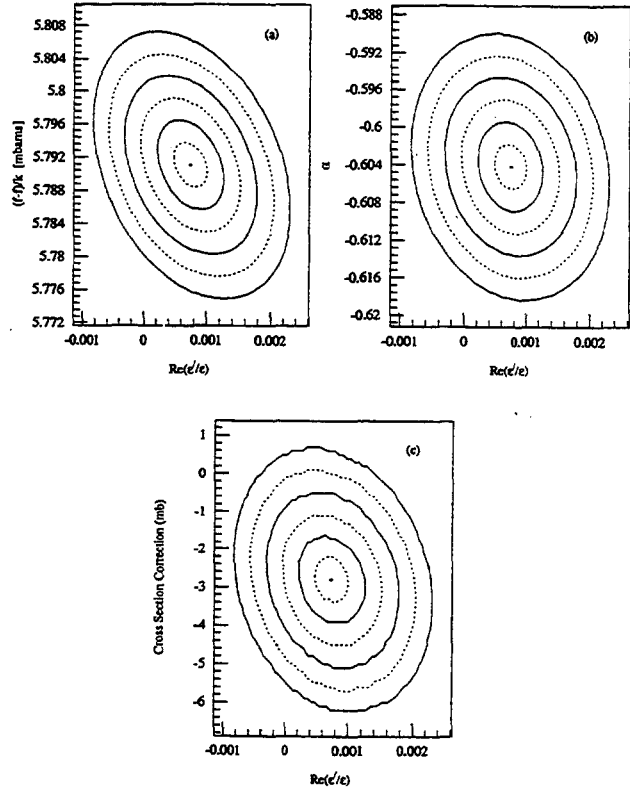 (a)
5.808
5.804
5.8
5.796
5.792
5.788
5.784
5.78
5.776
5.772
(f-f)/k [mbarns]
-0.001 0 0.001 0.002
Re(ε′/ε)
(b)
-0.588
-0.592
-0.596
-0.6
-0.604
-0.608
-0.612
-0.616
-0.62
α
-0.001 0 0.001 0.002
Re(ε′/ε)
(c)
1
0
-1
-2
-3
-4
-5
-6
Cross Section Correction (mb)
-0.001 0 0.001 0.002
Re(ε′/ε)